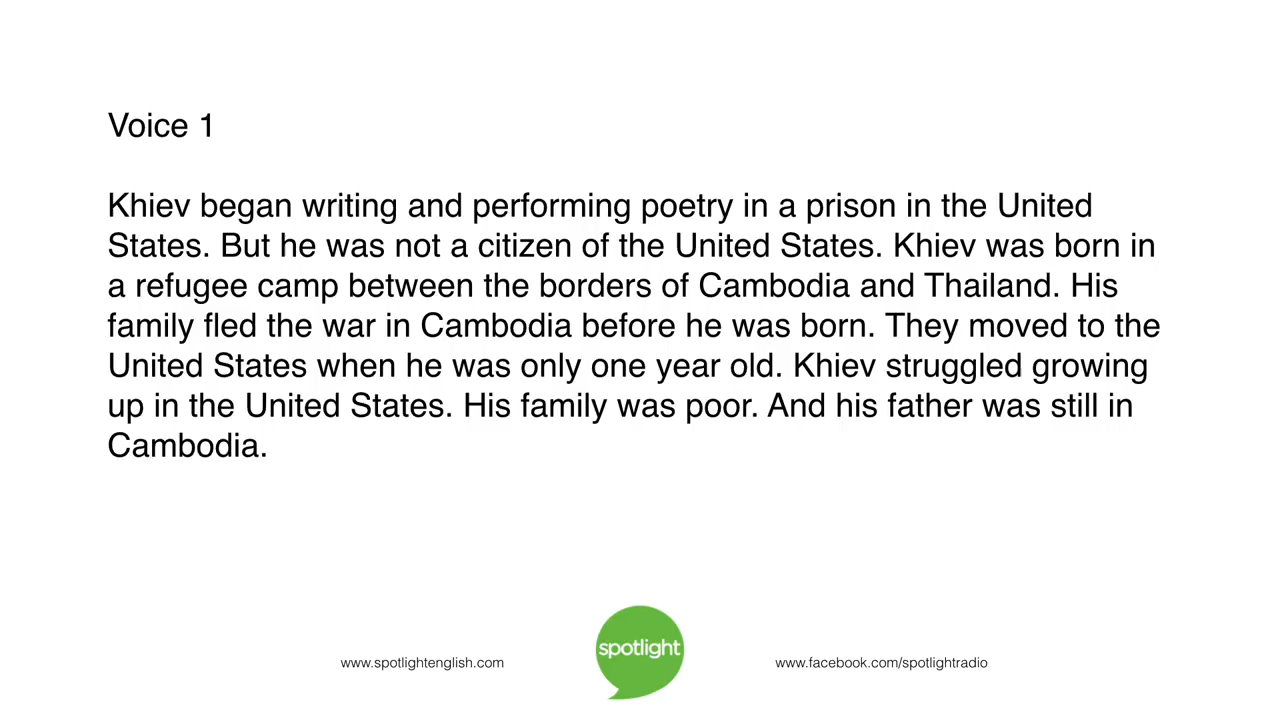 Voice 1
Khiev began writing and performing poetry in a prison in the United
States. But he was not a citizen of the United States. Khiev was born in
a refugee camp between the borders of Cambodia and Thailand. His
family fled the war in Cambodia before he was born. They moved to the
United States when he was only one year old. Khiev struggled growing
up in the United States. His family was poor. And his father was still in
Cambodia.
www.spotlightenglish.com
spotlight
www.facebook.com/spotlightradio